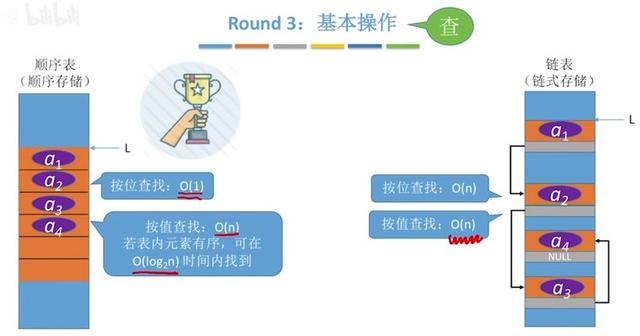 bilibili
Round 3：基本操作
查
顺序表
（顺序存储）
L
a1
a2
a3
a4
按位查找：O(1)
按值查找：O(n)
若表内元素有序，可在
O(log₂n) 时间内找到
链表
（链式存储）
L
a1
按位查找：O(n)
a2
按值查找：O(n)
a4
NULL
a3